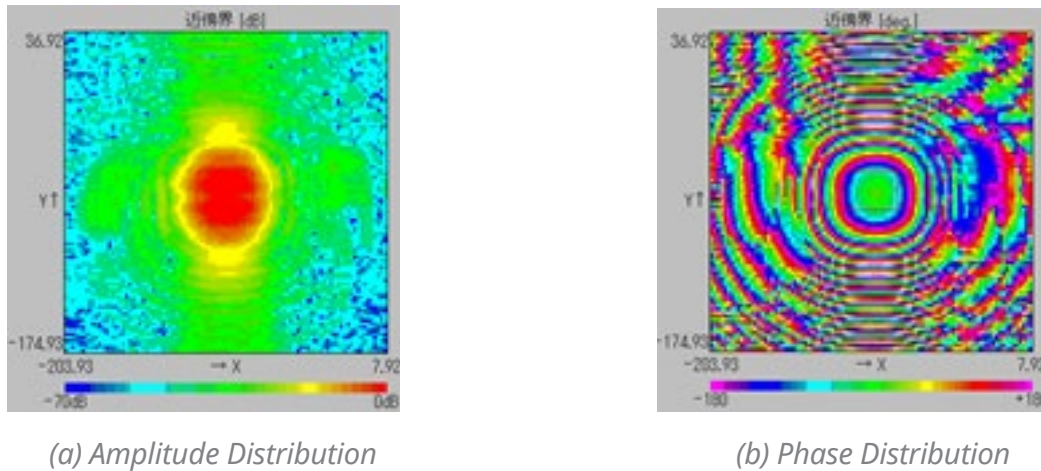 近傍界 [dB]
36.92
Y↑
-174.93
-203.93
→ X
7.92
-70dB
0dB
(a) Amplitude Distribution
近傍界 [deg.]
36.92
Y↑
-174.93
-203.93
→ X
7.92
-180
+18
(b) Phase Distribution